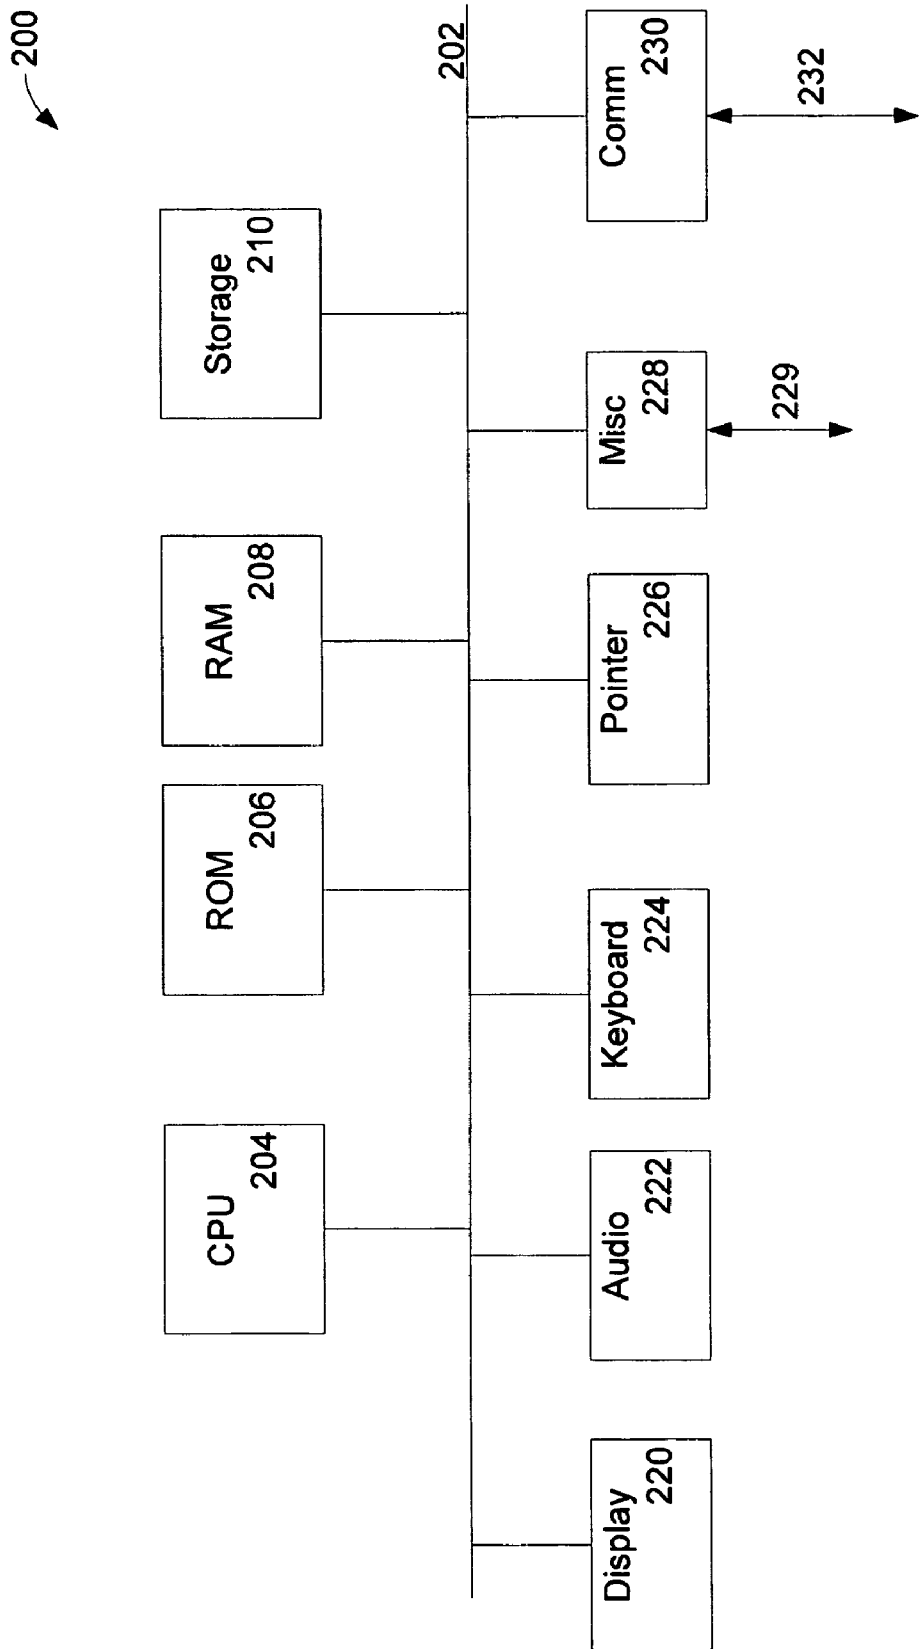 200
CPU
204
ROM
206
RAM
208
Storage
210
202
Display
220
Audio
222
Keyboard
224
Pointer
226
Misc
228
Comm
230
229
232